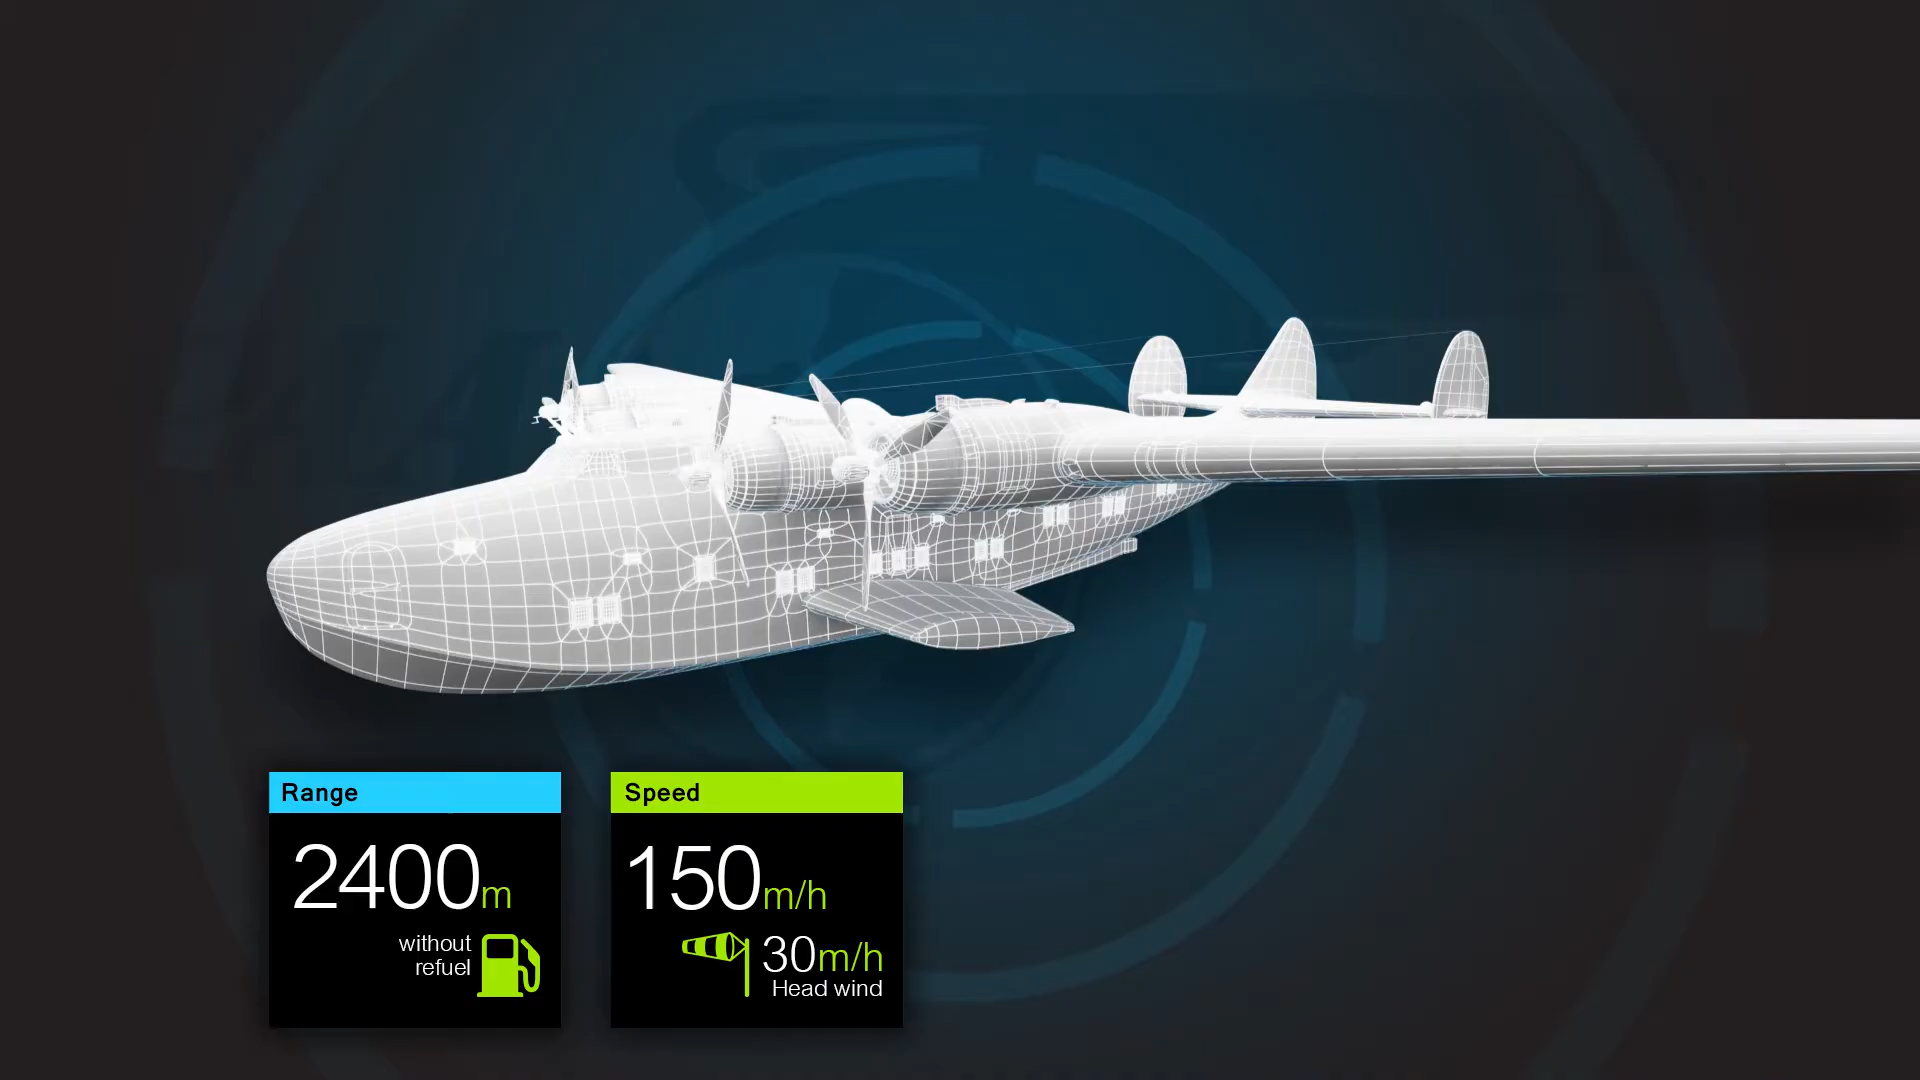 Range
2400m
without
refuel
Speed
150m/h
30m/h
Head wind